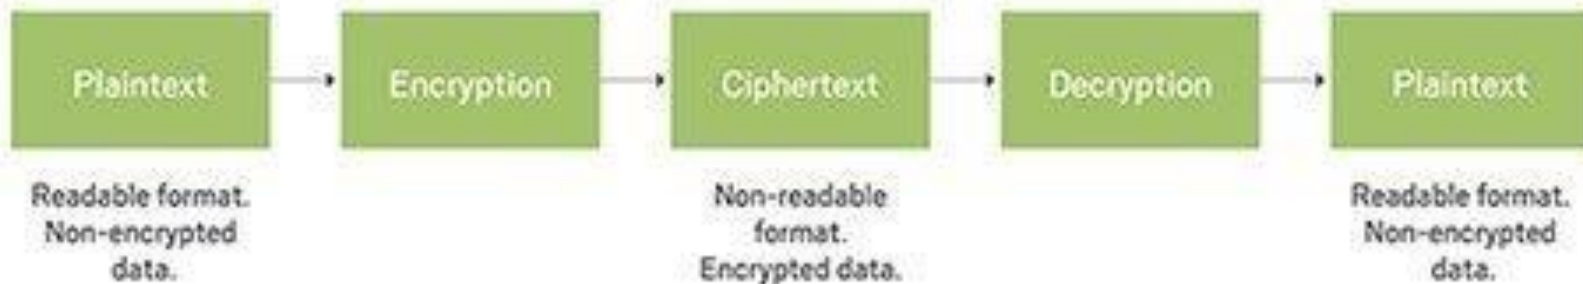 Plaintext
Encryption
Ciphertext
Decryption
Plaintext
Readable format.
Non-encrypted
data.
Non-readable
format.
Encrypted data.
Readable format.
Non-encrypted
data.